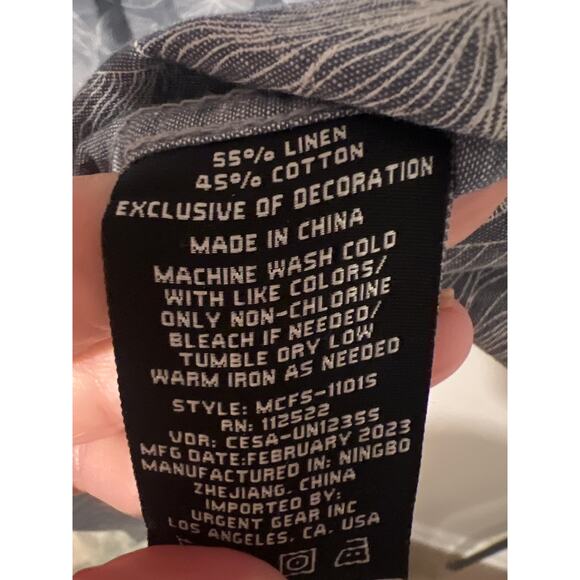 55% LINEN
45% COTTON
EXCLUSIVE OF DECORATION
MADE IN CHINA
MACHINE WASH COLD
WITH LIKE COLORS/
ONLY NON-CHLORINE
BLEACH IF NEEDED/
TUMBLE DRY LOW
WARM IRON AS NEEDED
STYLE: MCFS-1101S
RN: 112522
VDR: CESA-UN1235S
MFG DATE:FEBRUARY 2023
MANUFACTURED IN: NINGBO
ZHEJIANG, CHINA
IMPORTED BY:
URGENT GEAR INC
LOS ANGELES, CA. USA